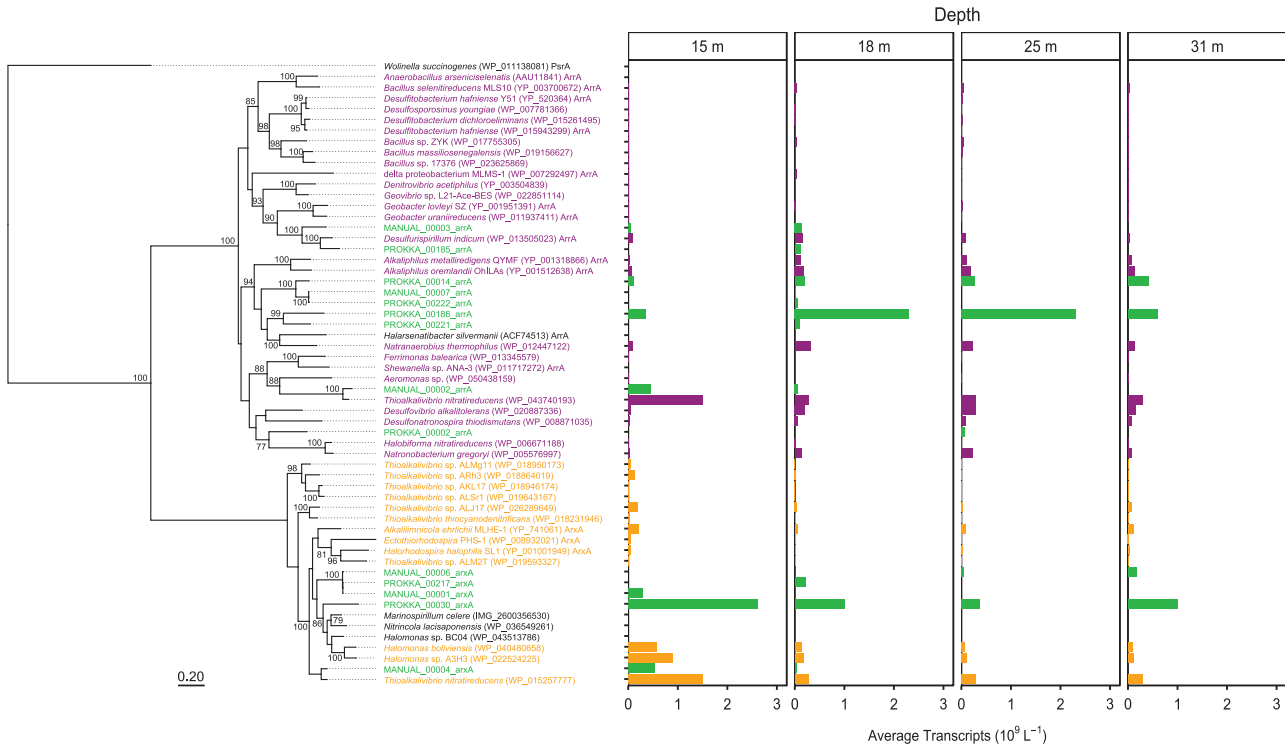 Depth
15 m 18 m 25 m 31 m
Wolinella succinogenes (WP_011138081) PsrA
Anaerobacillus arseniciselenatis (AAU11841) ArrA
100
Bacillus selenitireducens MLS10 (YP_003700672) ArrA
85 99 Desulfitobacterium hafniense Y51 (YP_520364) ArrA
100 Desulfosporosinus youngiae (WP_007781366)
Desulfitobacterium dichloroeliminans (WP_015261495)
98 95 Desulfitobacterium hafniense (WP_015943299) ArrA
98 Bacillus sp. ZYK (WP_017755305)
100 Bacillus massiliosenegalensis (WP_019156627)
Bacillus sp. 17376 (WP_023625869)
delta proteobacterium MLMS-1 (WP_007292497) ArrA
100 Denitrovibrio acetiphilus (YP_003504839)
93 Geovibrio sp. L21-Ace-BES (WP_022851114)
100 Geobacter lovleyi SZ (YP_001951391) ArrA
90 Geobacter uraniireducens (WP_011937411) ArrA
MANUAL_00003_arrA
100 Desulfurispirillum indicum (WP_013505023) ArrA
100 100 PROKKA_00185_arrA
100 Alkaliphilus metalliredigens QYMF (YP_001318866) ArrA
Alkaliphilus oremlandii OhILAs (YP_001512638) ArrA
94 100 PROKKA_00014_arrA
MANUAL_00007_arrA
100 PROKKA_00222_arrA
99 PROKKA_00186_arrA
PROKKA_00221_arrA
Halarsenatibacter silvermanii (ACF74513) ArrA
100 Natranaerobius thermophilus (WP_012447122)
Ferrimonas balearica (WP_013345579)
88 Shewanella sp. ANA-3 (WP_011717272) ArrA
100 Aeromonas sp. (WP_050438159)
88 100 MANUAL_00002_arrA
Thioalkalivibrio nitratireducens (WP_043740193)
Desulfovibrio alkalitolerans (WP_020887336)
Desulfonatronospira thiodismutans (WP_008871035)
PROKKA_00002_arrA
77 100 Halobiforma nitratireducens (WP_006671188)
Natronobacterium gregoryi (WP_005576997)
98 Thioalkalivibrio sp. ALMg11 (WP_018950173)
Thioalkalivibrio sp. ARh3 (WP_018864019)
Thioalkalivibrio sp. AKL17 (WP_018946174)
100 Thioalkalivibrio sp. ALSr1 (WP_019643167)
Thioalkalivibrio sp. ALJ17 (WP_026289649)
100 Thioalkalivibrio thiocyanodenitrificans (WP_018231946)
Alkalilimnicola ehrlichii MLHE-1 (YP_741061) ArxA
Ectothiorhodospira PHS-1 (WP_008932021) ArxA
81 Halorhodospira halophila SL1 (YP_001001949) ArxA
96 Thioalkalivibrio sp. ALM2T (WP_019593327)
100 MANUAL_00006_arxA
PROKKA_00217_arxA
MANUAL_00001_arxA
PROKKA_00030_arxA
79 Marinospirillum celere (IMG_2600356530)
100 86 Nitrincola lacisaponensis (WP_036549261)
Halomonas sp. BC04 (WP_043513786)
Halomonas boliviensis (WP_040480658)
100 Halomonas sp. A3H3 (WP_022524225)
MANUAL_00004_arxA
0.20 Thioalkalivibrio nitratireducens (WP_015257777)
0 1 2 3 0 1 2 3 0 1 2 3 0 1 2 3
Average Transcripts (10⁹ L⁻¹)